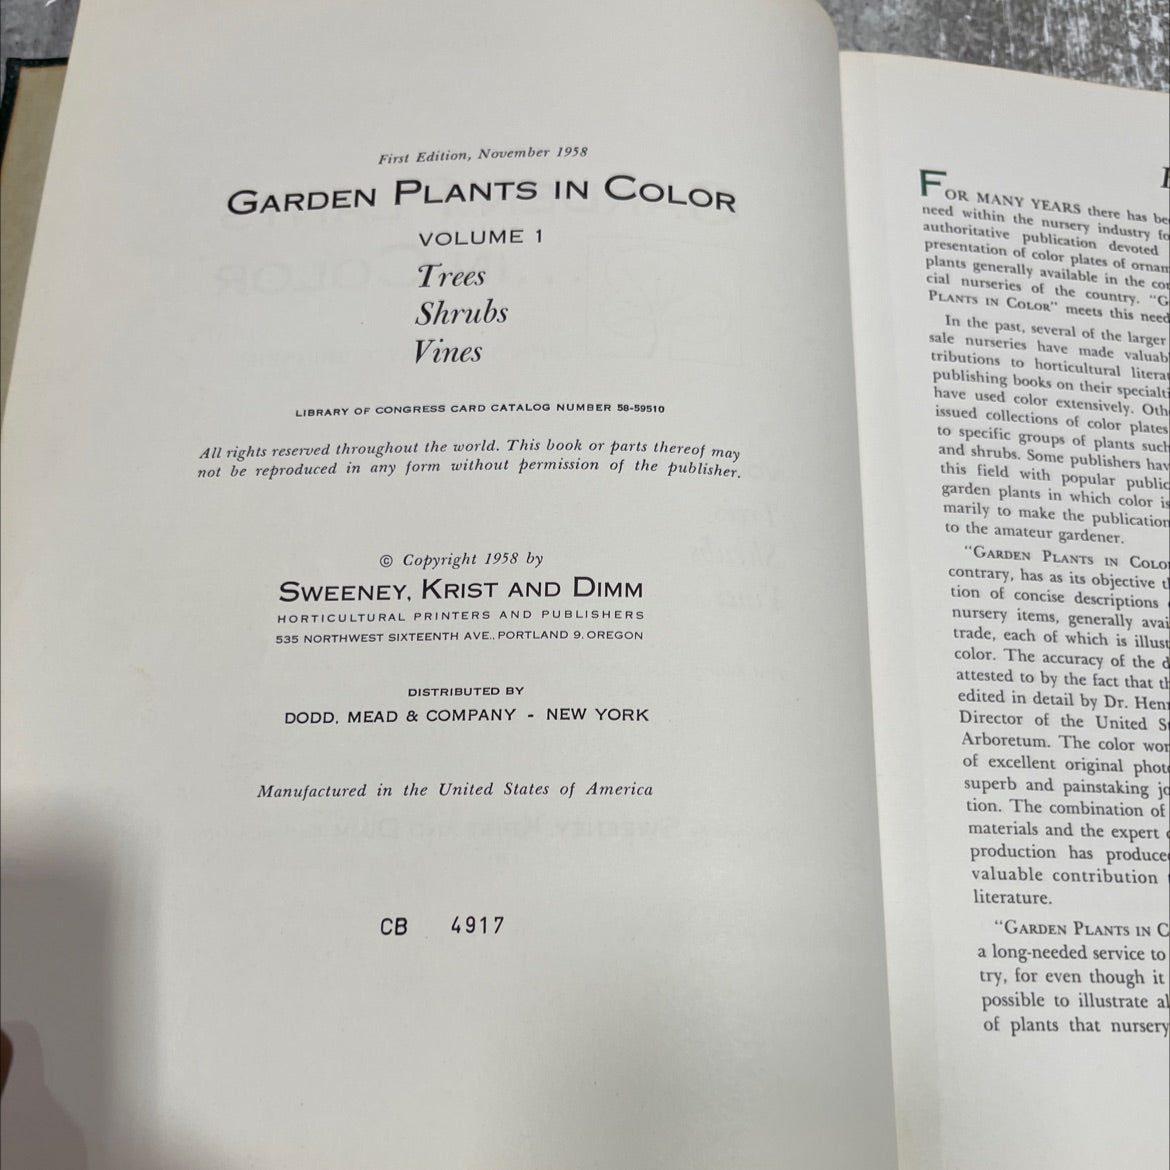 First Edition, November 1958
GARDEN PLANTS IN COLOR
VOLUME 1
Trees
Shrubs
Vines
LIBRARY OF CONGRESS CARD CATALOG NUMBER 58-59510
All rights reserved throughout the world. This book or parts thereof may
not be reproduced in any form without permission of the publisher.
© Copyright 1958 by
SWEENEY, KRIST AND DIMM
HORTICULTURAL PRINTERS AND PUBLISHERS
535 NORTHWEST SIXTEENTH AVE., PORTLAND 9, OREGON
DISTRIBUTED BY
DODD, MEAD & COMPANY - NEW YORK
Manufactured in the United States of America
CB 4917
FOR MANY YEARS there has be
need within the nursery industry fo
authoritative publication devoted
presentation of color plates of ornam
plants generally available in the co
cial nurseries of the country. "G
PLANTS IN COLOR" meets this need
In the past, several of the larger
sale nurseries have made valuab
tributions to horticultural litera
publishing books on their specialti
have used color extensively. Oth
issued collections of color plates
to specific groups of plants such
and shrubs. Some publishers hav
this field with popular public
garden plants in which color is
marily to make the publication
to the amateur gardener.
"GARDEN PLANTS IN COLO
contrary, has as its objective t
tion of concise descriptions
nursery items, generally avai
trade, each of which is illust
color. The accuracy of the d
attested to by the fact that th
edited in detail by Dr. Hen
Director of the United S
Arboretum. The color wor
of excellent original phot
superb and painstaking jo
tion. The combination of
materials and the expert
production has produce
valuable contribution
literature.
"GARDEN PLANTS IN C
a long-needed service to
try, for even though it
possible to illustrate al
of plants that nursery